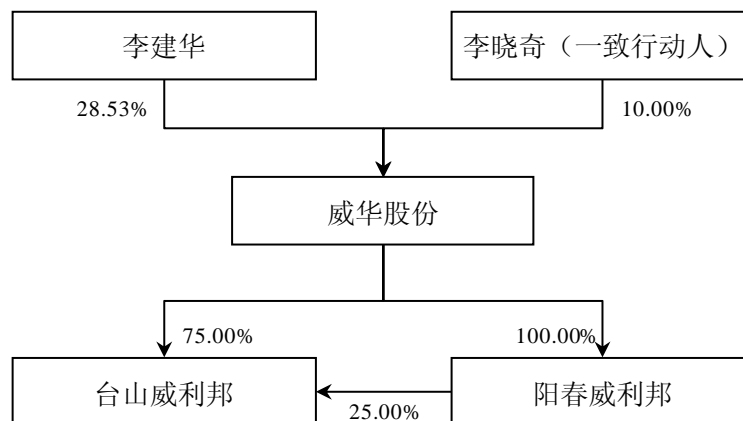 李建华
李晓奇（一致行动人）
28.53%
10.00%
威华股份
75.00%
100.00%
台山威利邦
阳春威利邦
25.00%